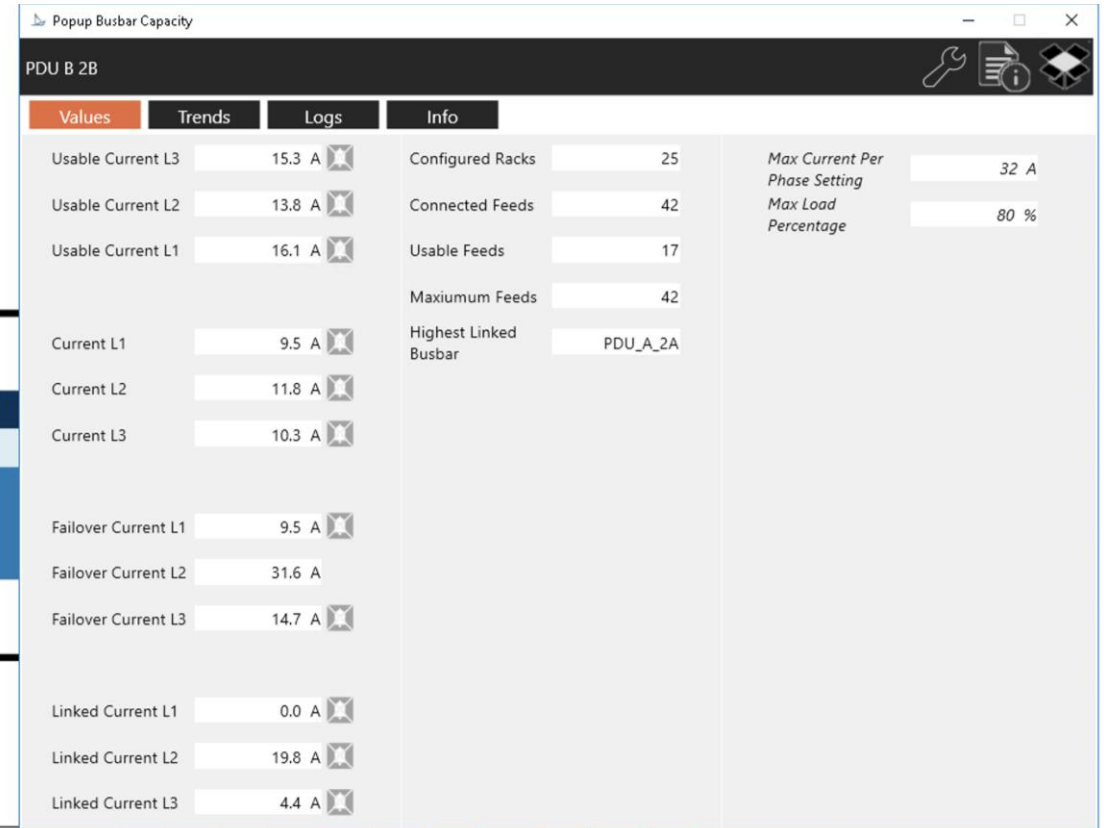 Popup Busbar Capacity
PDU B 2B
Values Trends Logs Info
Usable Current L3 15.3 A
Usable Current L2 13.8 A
Usable Current L1 16.1 A
Current L1 9.5 A
Current L2 11.8 A
Current L3 10.3 A
Failover Current L1 9.5 A
Failover Current L2 31.6 A
Failover Current L3 14.7 A
Linked Current L1 0.0 A
Linked Current L2 19.8 A
Linked Current L3 4.4 A
Configured Racks 25
Connected Feeds 42
Usable Feeds 17
Maxiumum Feeds 42
Highest Linked
Busbar PDU_A_2A
Max Current Per
Phase Setting 32 A
Max Load
Percentage 80 %